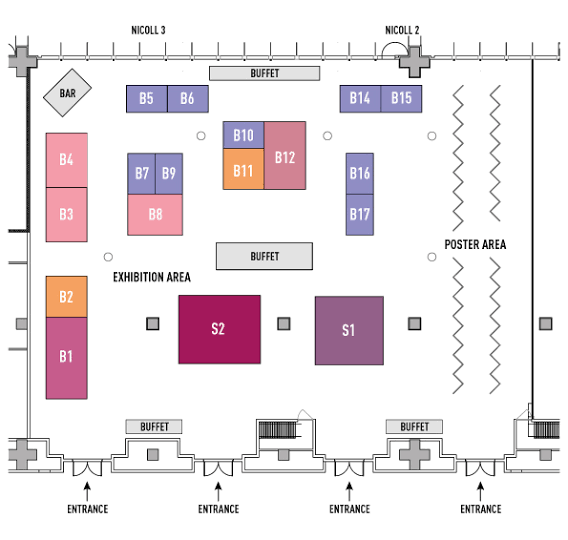 NICOLL 3
NICOLL 2
BUFFET
BAR
B5
B6
B14
B15
B4
B10
B11
B12
B7
B9
B16
B3
B8
B17
POSTER AREA
BUFFET
EXHIBITION AREA
B2
S2
S1
B1
BUFFET
BUFFET
ENTRANCE
ENTRANCE
ENTRANCE
ENTRANCE